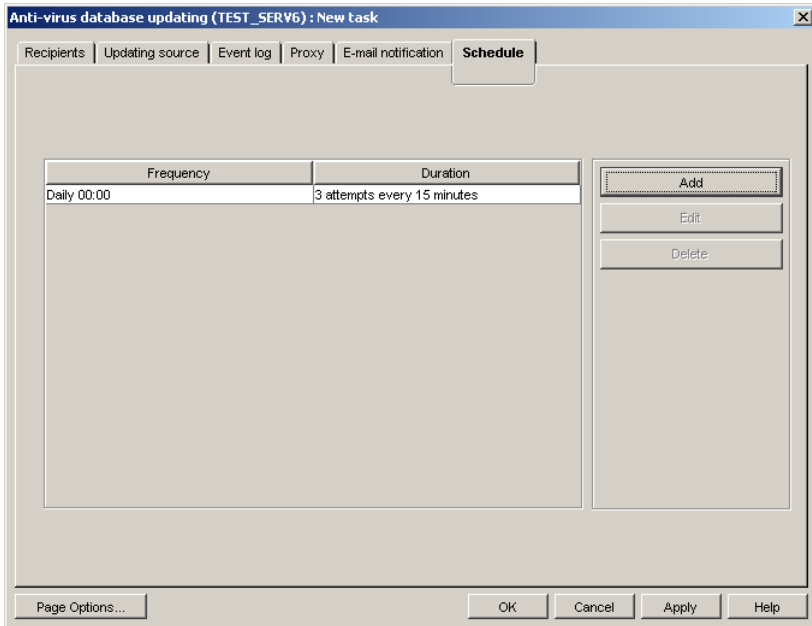 Anti-virus database updating (TEST_SERV6) : New task
Recipients Updating source Event log Proxy E-mail notification Schedule
Frequency Duration
Daily 00:00 3 attempts every 15 minutes
Add
Edit
Delete
Page Options... OK Cancel Apply Help